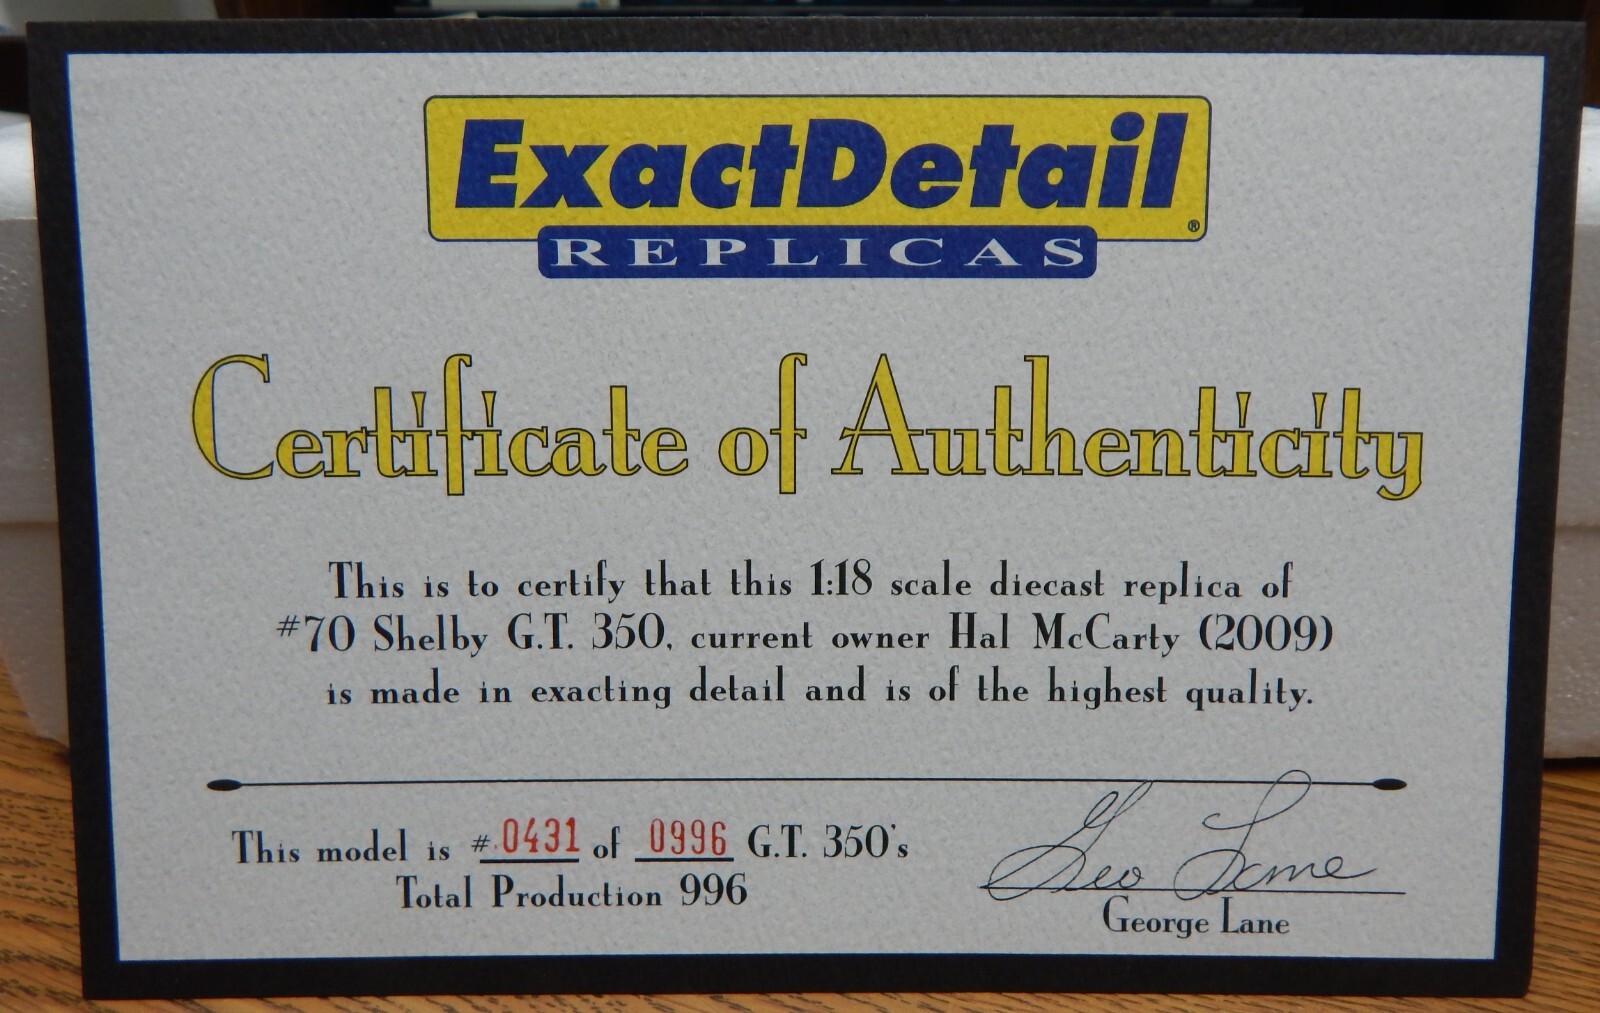 ExactDetail®
REPLICAS
Certificate of Authenticity
This is to certify that this 1:18 scale diecast replica of
#70 Shelby G.T. 350, current owner Hal McCarty (2009)
is made in exacting detail and is of the highest quality.
This model is #.0431 of 0996 G.T. 350's
Total Production 996
Geo Lane
George Lane